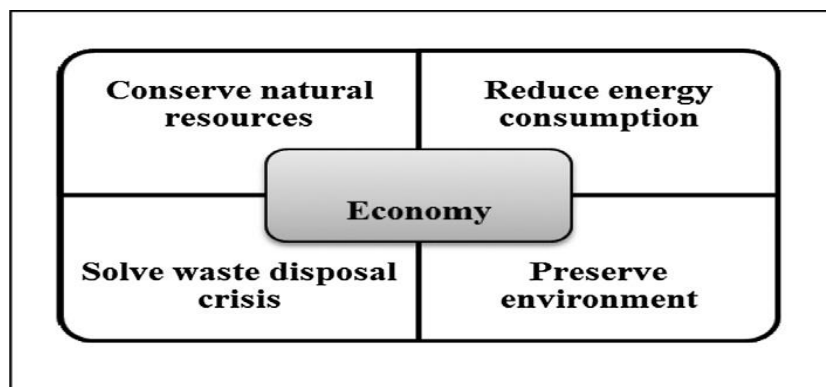 Conserve natural
resources
Reduce energy
consumption
Economy
Solve waste disposal
crisis
Preserve
environment